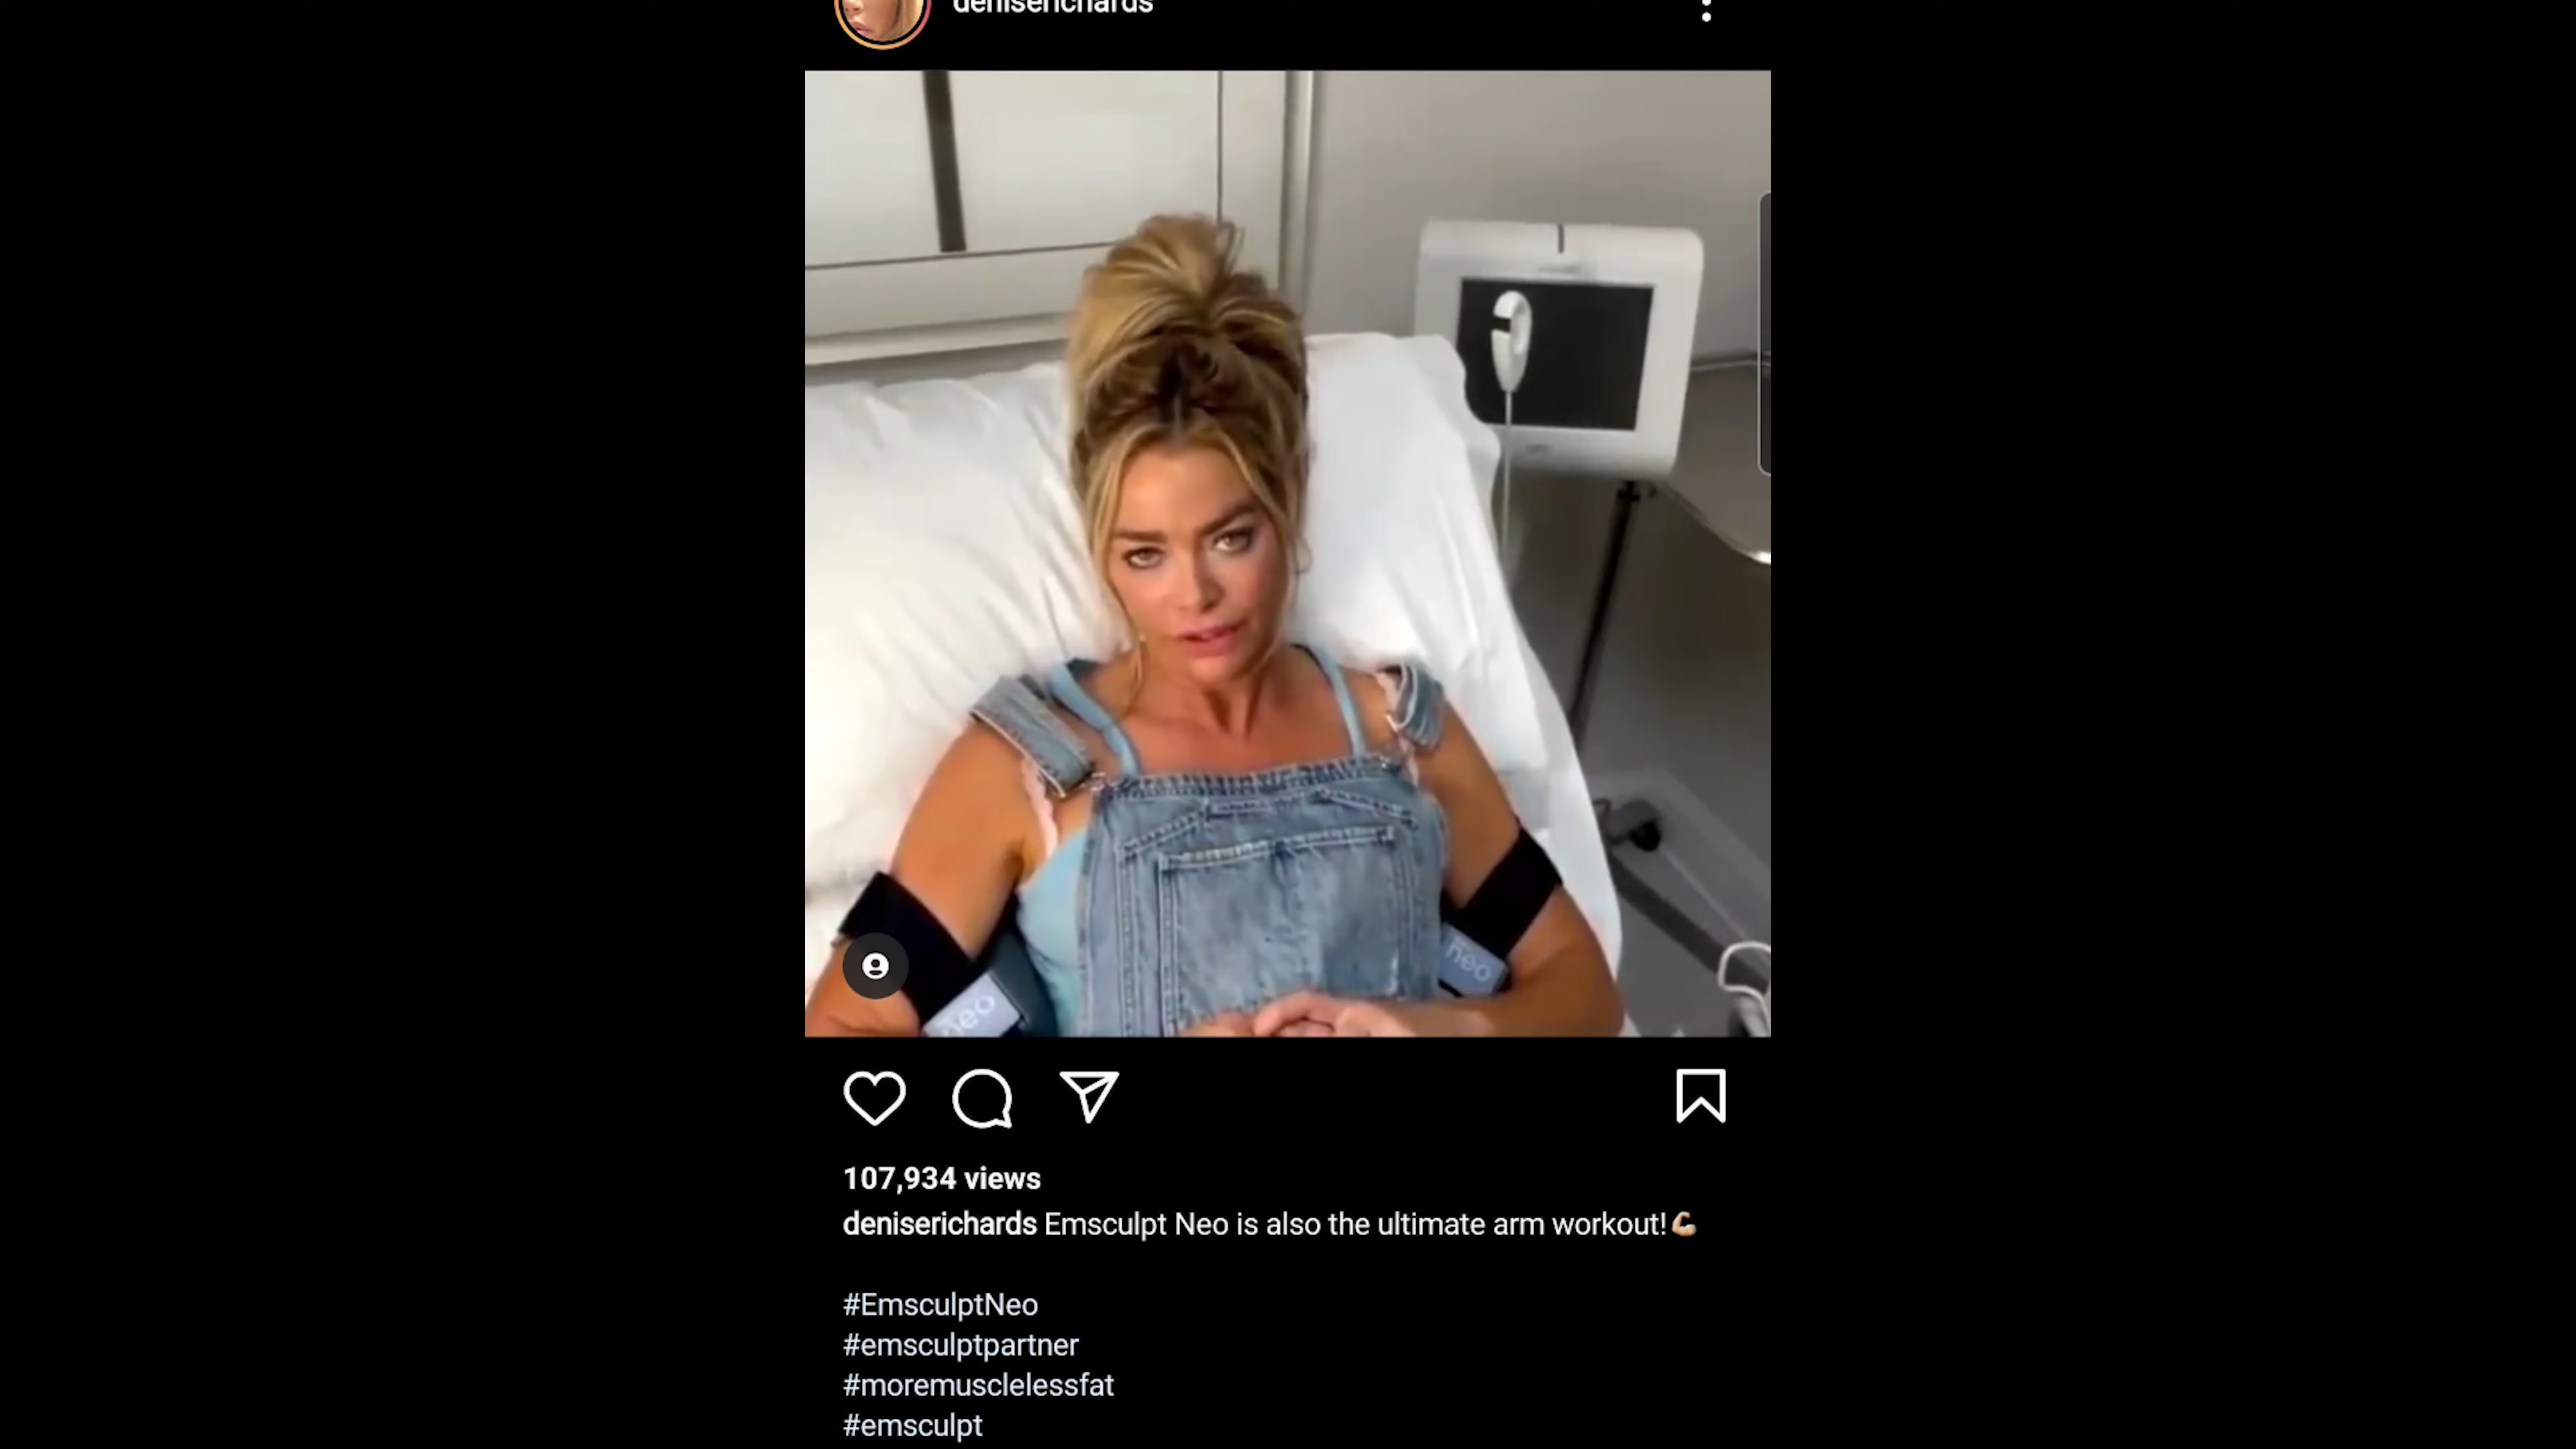 deniserichards
neo
neo
107,934 views
deniserichards Emsculpt Neo is also the ultimate arm workout!💪🏼
#EmsculptNeo
#emsculptpartner
#moremusclelessfat
#emsculpt